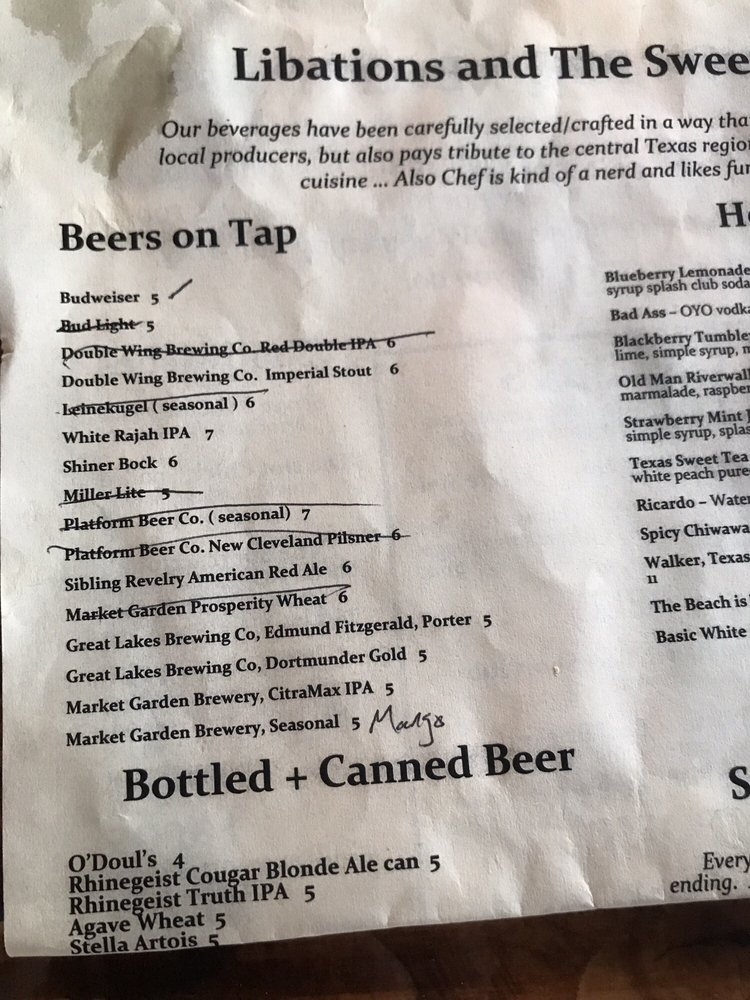 Libations and The Swee
Our beverages have been carefully selected/crafted in a way tha
local producers, but also pays tribute to the central Texas regio
cuisine ... Also Chef is kind of a nerd and likes fun
Beers on Tap
Budweiser 5
Bud Light 5
Double Wing Brewing Co. Red Double IPA 6
Double Wing Brewing Co. Imperial Stout 6
Leinekugel ( seasonal ) 6
White Rajah IPA 7
Shiner Bock 6
Miller Lite 5
Platform Beer Co. ( seasonal) 7
Platform Beer Co. New Cleveland Pilsner 6
Sibling Revelry American Red Ale 6
Market Garden Prosperity Wheat 6
Great Lakes Brewing Co, Edmund Fitzgerald, Porter 5
Great Lakes Brewing Co, Dortmunder Gold 5
Market Garden Brewery, CitraMax IPA 5
Market Garden Brewery, Seasonal 5 Mango
Bottled + Canned Beer
O'Doul's 4
Rhinegeist Cougar Blonde Ale can 5
Rhinegeist Truth IPA 5
Agave Wheat 5
Stella Artois 5
H
Blueberry Lemonade
syrup splash club soda
Bad Ass – OYO vodka
Blackberry Tumble
lime, simple syrup, m
Old Man Riverwal
marmalade, raspber
Strawberry Mint J
simple syrup, splas
Texas Sweet Tea
white peach pure
Ricardo – Water
Spicy Chiwawa
Walker, Texas
11
The Beach is
Basic White
S
Every
ending.